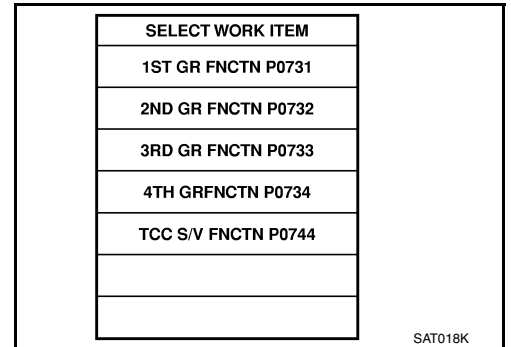 SELECT WORK ITEM
1ST GR FNCTN P0731
2ND GR FNCTN P0732
3RD GR FNCTN P0733
4TH GRFNCTN P0734
TCC S/V FNCTN P0744
SAT018K